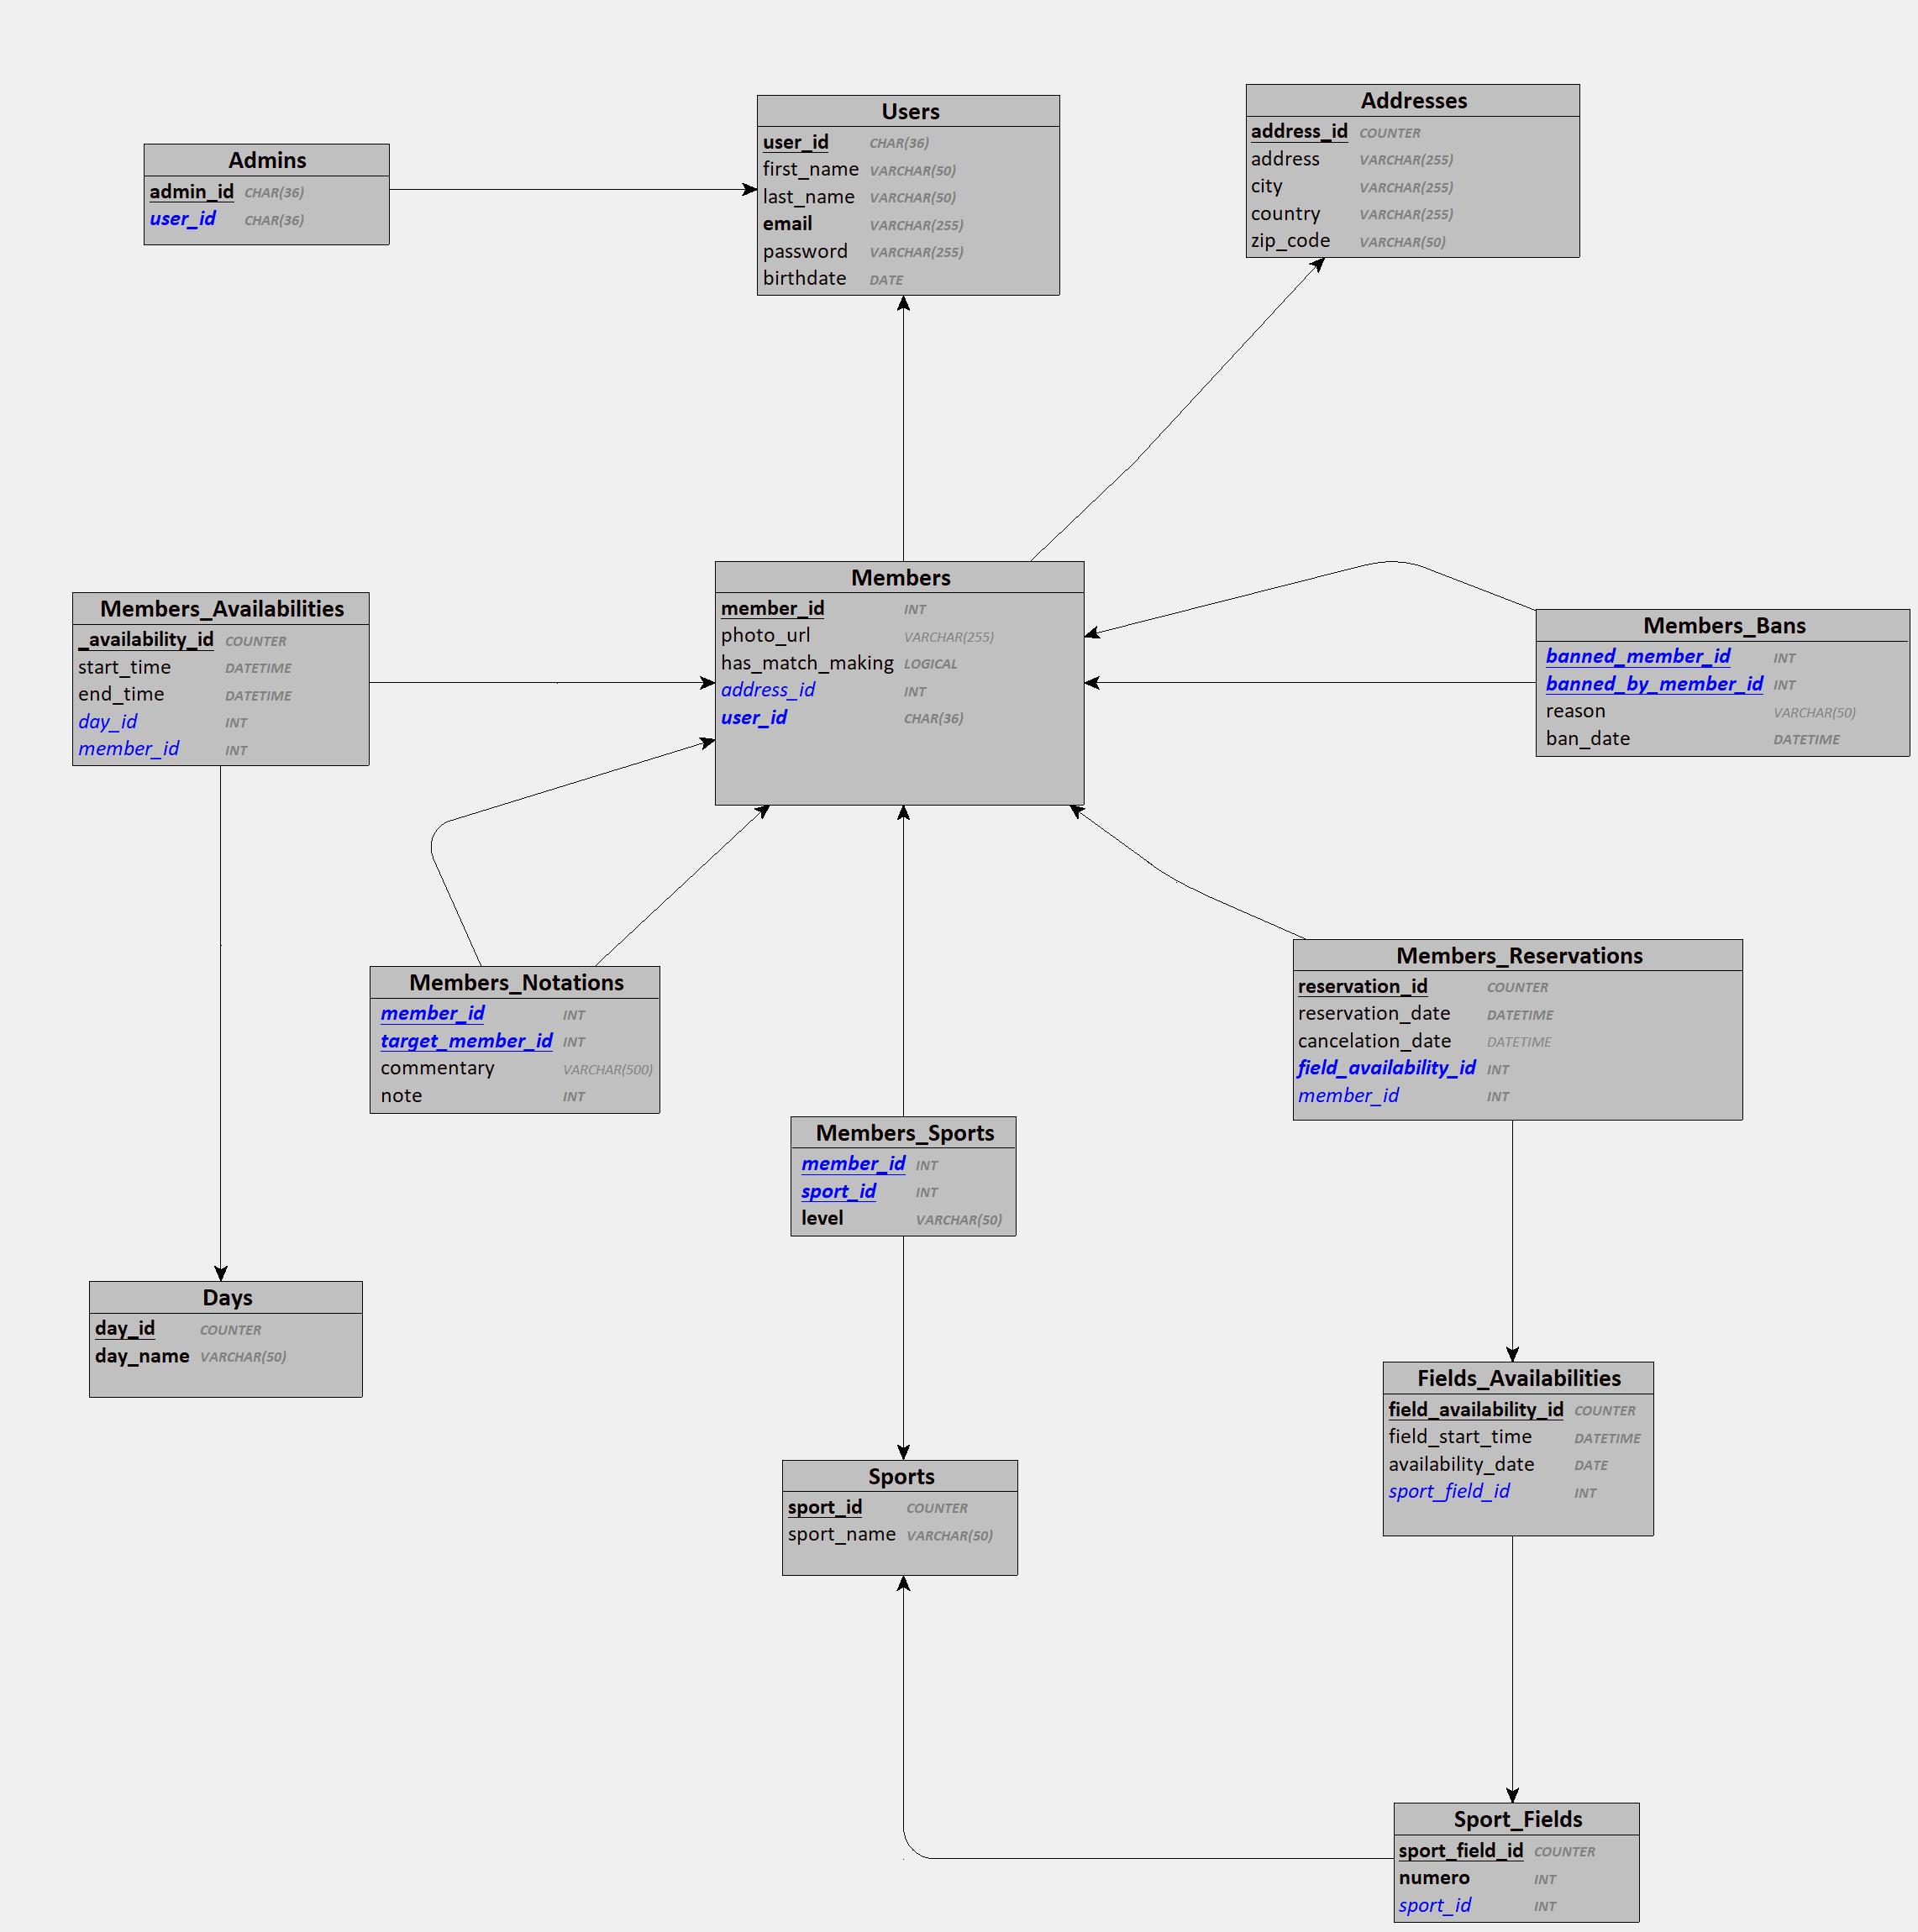 Users
user_id CHAR(36)
first_name VARCHAR(50)
last_name VARCHAR(50)
email VARCHAR(255)
password VARCHAR(255)
birthdate DATE
Addresses
address_id COUNTER
address VARCHAR(255)
city VARCHAR(255)
country VARCHAR(255)
zip_code VARCHAR(50)
Admins
admin_id CHAR(36)
user_id CHAR(36)
Members
member_id INT
photo_url VARCHAR(255)
has_match_making LOGICAL
address_id INT
user_id CHAR(36)
Members_Availabilities
_availability_id COUNTER
start_time DATETIME
end_time DATETIME
day_id INT
member_id INT
Members_Bans
banned_member_id INT
banned_by_member_id INT
reason VARCHAR(50)
ban_date DATETIME
Members_Notations
member_id INT
target_member_id INT
commentary VARCHAR(500)
note INT
Members_Reservations
reservation_id COUNTER
reservation_date DATETIME
cancelation_date DATETIME
field_availability_id INT
member_id INT
Members_Sports
member_id INT
sport_id INT
level VARCHAR(50)
Days
day_id COUNTER
day_name VARCHAR(50)
Fields_Availabilities
field_availability_id COUNTER
field_start_time DATETIME
availability_date DATE
sport_field_id INT
Sports
sport_id COUNTER
sport_name VARCHAR(50)
Sport_Fields
sport_field_id COUNTER
numero INT
sport_id INT